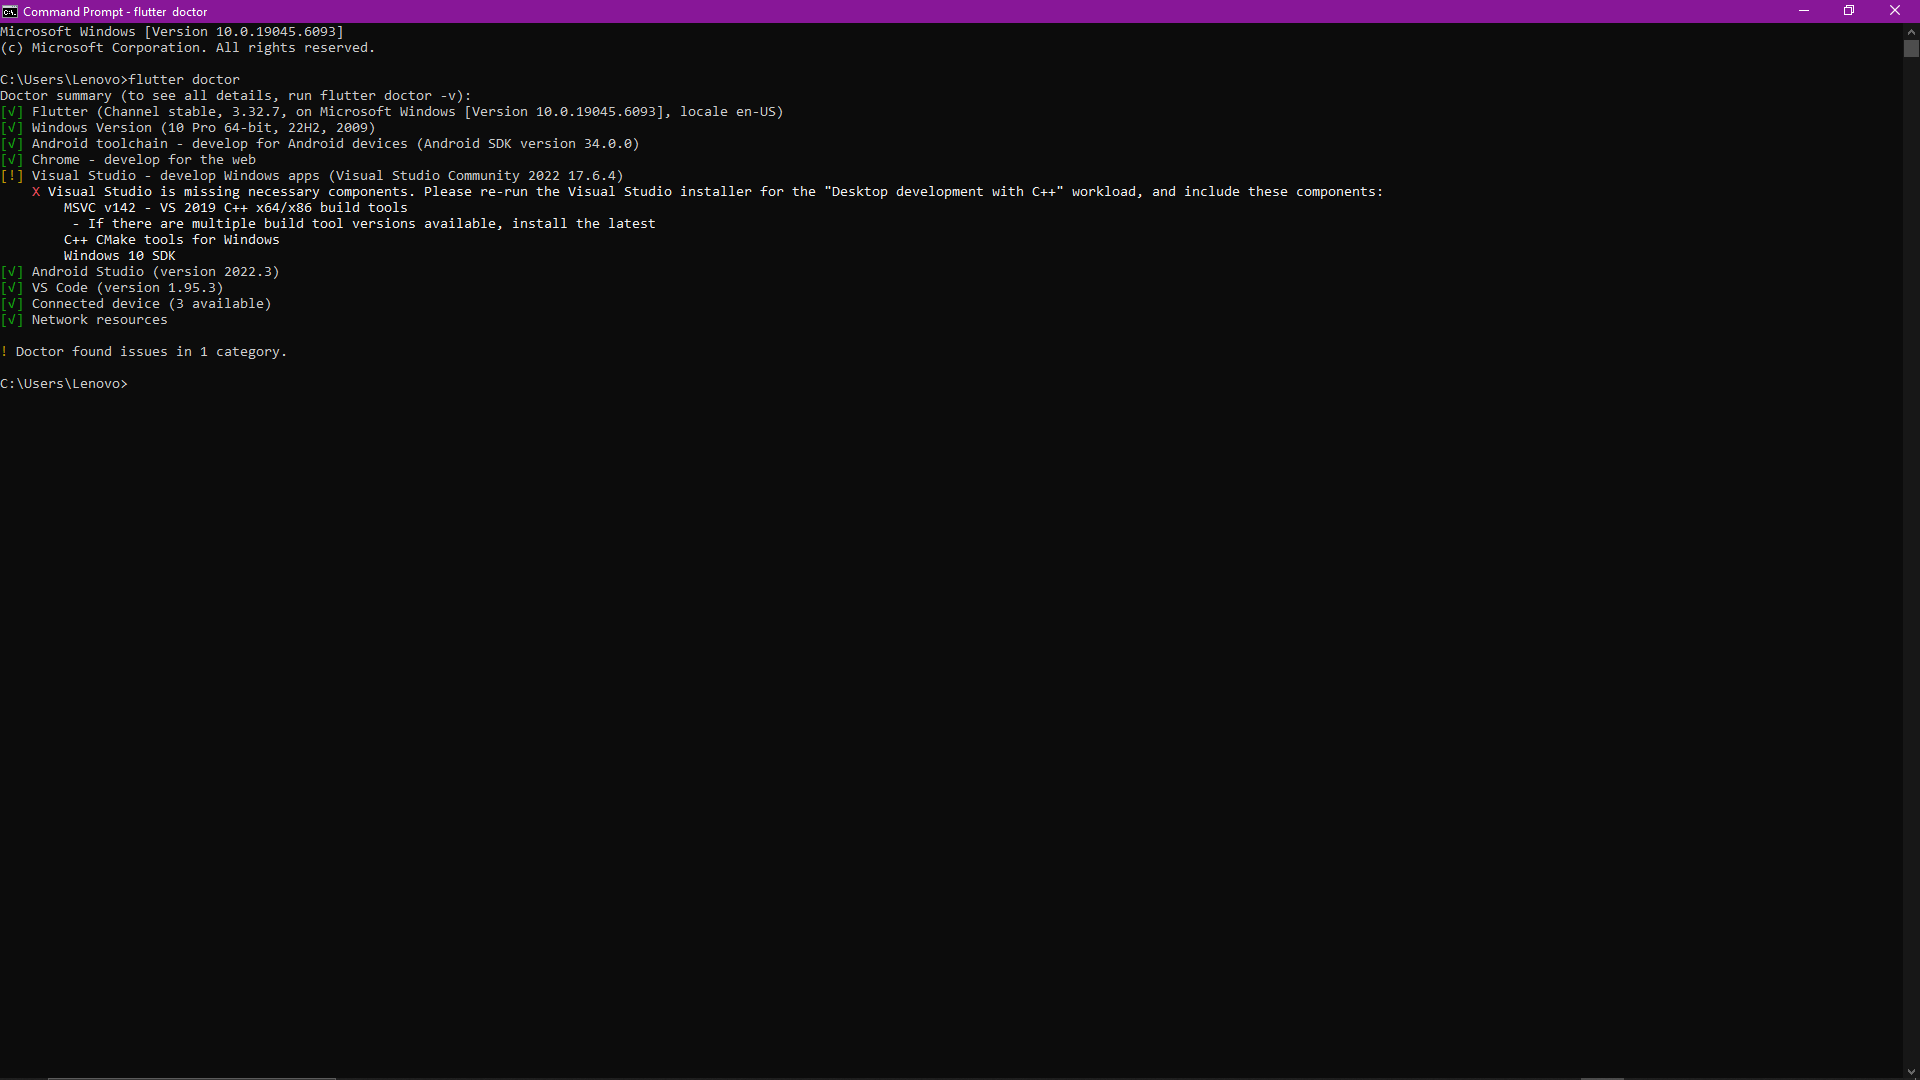 Command Prompt - flutter  doctor
Microsoft Windows [Version 10.0.19045.6093]
(c) Microsoft Corporation. All rights reserved.
C:\Users\Lenovo>flutter doctor
Doctor summary (to see all details, run flutter doctor -v):
[√] Flutter (Channel stable, 3.32.7, on Microsoft Windows [Version 10.0.19045.6093], locale en-US)
[√] Windows Version (10 Pro 64-bit, 22H2, 2009)
[√] Android toolchain - develop for Android devices (Android SDK version 34.0.0)
[√] Chrome - develop for the web
[!] Visual Studio - develop Windows apps (Visual Studio Community 2022 17.6.4)
    X Visual Studio is missing necessary components. Please re-run the Visual Studio installer for the "Desktop development with C++" workload, and include these components:
        MSVC v142 - VS 2019 C++ x64/x86 build tools
         - If there are multiple build tool versions available, install the latest
        C++ CMake tools for Windows
        Windows 10 SDK
[√] Android Studio (version 2022.3)
[√] VS Code (version 1.95.3)
[√] Connected device (3 available)
[√] Network resources
! Doctor found issues in 1 category.
C:\Users\Lenovo>